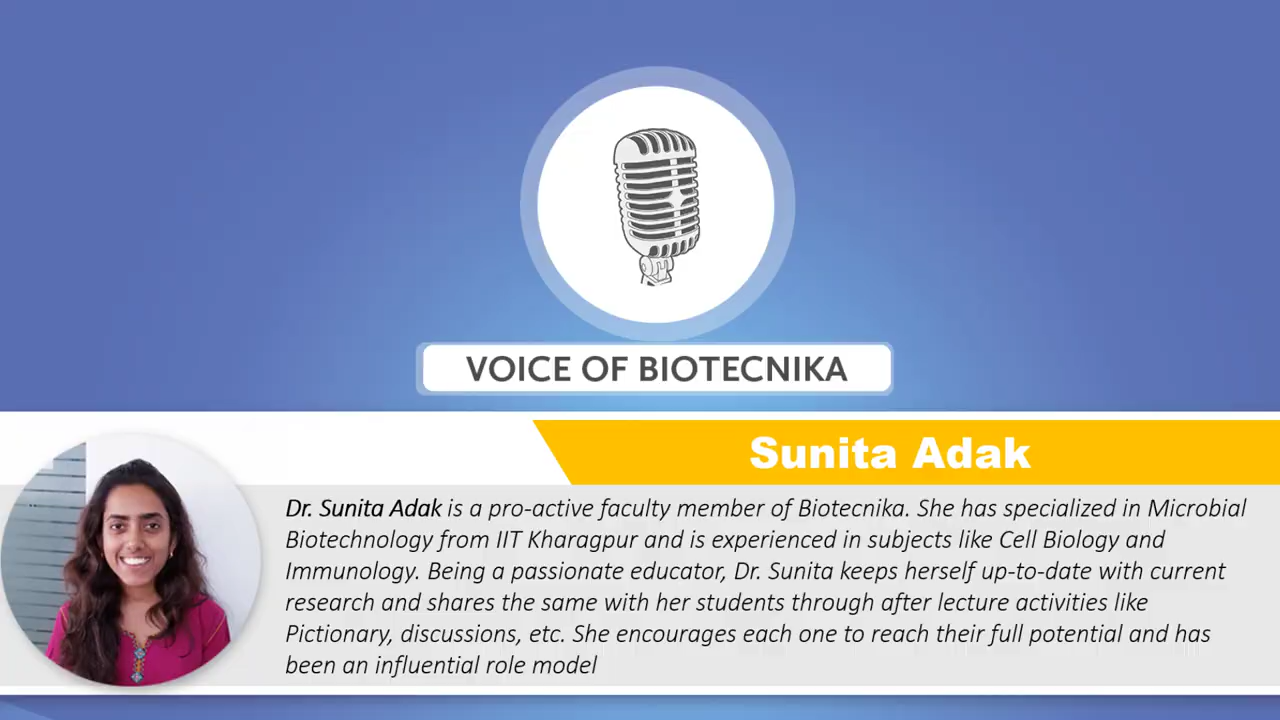 VOICE OF BIOTECNIKA
Sunita Adak
Dr. Sunita Adak is a pro-active faculty member of Biotecnika. She has specialized in Microbial
Biotechnology from IIT Kharagpur and is experienced in subjects like Cell Biology and
Immunology. Being a passionate educator, Dr. Sunita keeps herself up-to-date with current
research and shares the same with her students through after lecture activities like
Pictionary, discussions, etc. She encourages each one to reach their full potential and has
been an influential role model